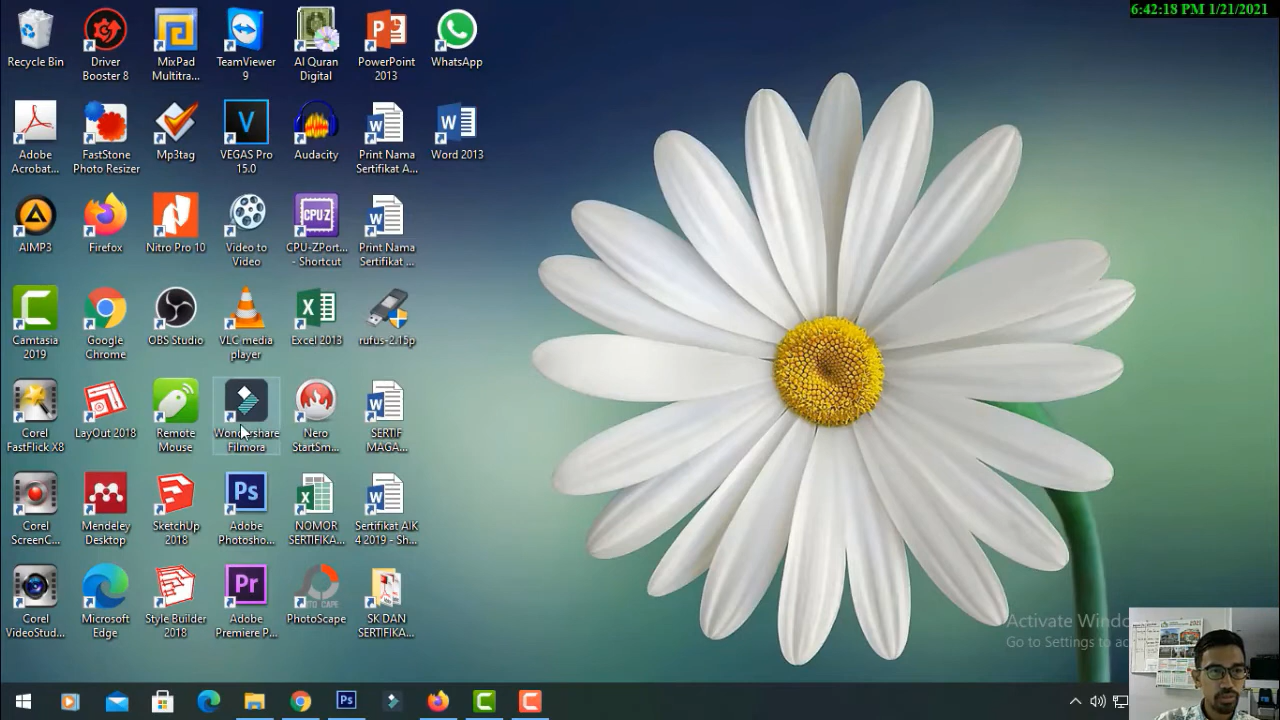 6:42:18 PM 1/21/2021
Recycle Bin
Driver
Booster 8
MixPad
Multitra...
TeamViewer
9
Al Quran
Digital
PowerPoint
2013
WhatsApp
Adobe
Acrobat...
FastStone
Photo Resizer
Mp3tag
VEGAS Pro
15.0
Audacity
Print Nama
Sertifikat A...
Word 2013
AIMP3
Firefox
Nitro Pro 10
Video to
Video
CPU-Z
CPU-ZPort...
- Shortcut
Print Nama
Sertifikat ...
Camtasia
2019
Google
Chrome
OBS Studio
VLC media
player
Excel 2013
rufus-2.15p
Corel
FastFlick X8
LayOut 2018
Remote
Mouse
Wondershare
Filmora
Nero
StartSm...
SERTIF
MAGA...
Corel
ScreenC...
Mendeley
Desktop
SketchUp
2018
Adobe
Photosho...
NOMOR
SERTIFIKA...
Sertifikat AIK
4 2019 - Sh...
Corel
VideoStud...
Microsoft
Edge
Style Builder
2018
Adobe
Premiere P...
PhotoScape
SK DAN
SERTIFIKA...
Activate Windo
Go to Settings to ac